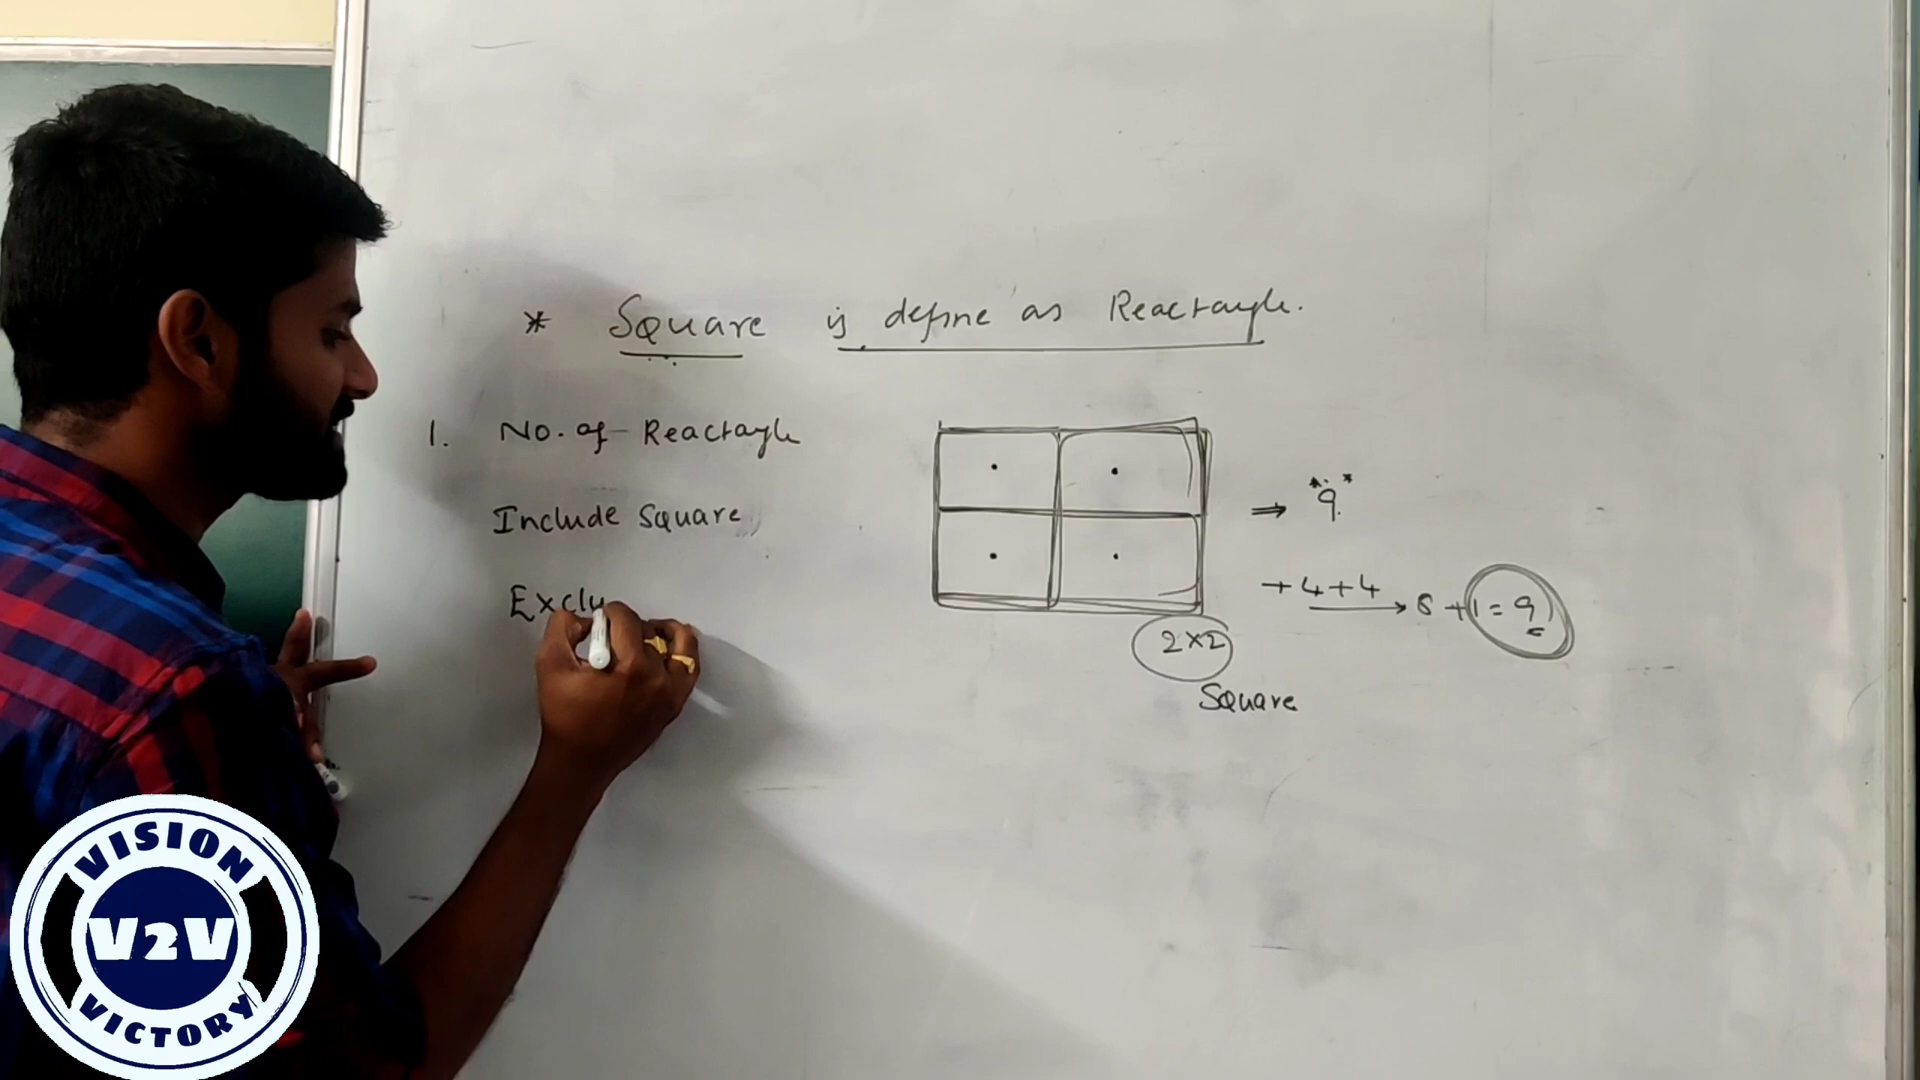 * Square is define as Reactangle.
1. No. of Reactagle
Include Square
Exclu
⇒ 9
+ 4 + 4 → 8 + 1 = 9
2×2
Square
VISION
V2V
VICTORY